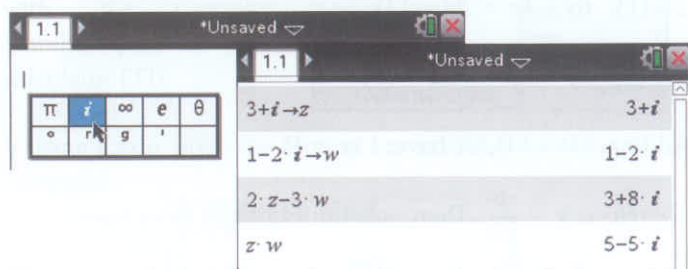 1.1 *Unsaved
π i ∞ e θ
° r g '
1.1 *Unsaved
3+i→z 3+i
1−2· i→w 1−2· i
2· z−3· w 3+8· i
z· w 5−5· i